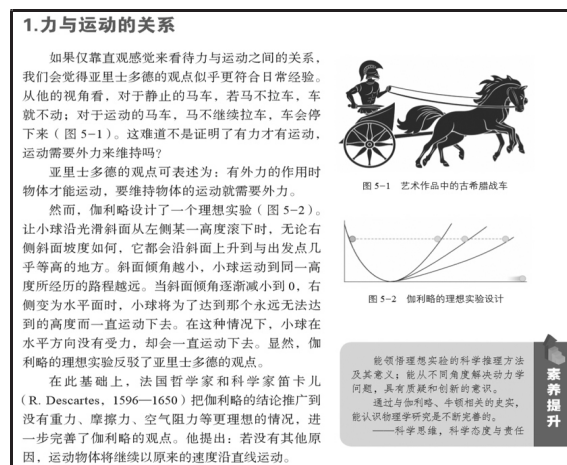 1.力与运动的关系
如果仅靠直观感觉来看待力与运动之间的关系，
我们会觉得亚里士多德的观点似乎更符合日常经验。
从他的视角看，对于静止的马车，若马不拉车，车
就不动；对于运动的马车，马不继续拉车，车会停
下来（图5-1）。这难道不是证明了有力才有运动，
运动需要外力来维持吗？
亚里士多德的观点可表述为：有外力的作用时
物体才能运动，要维持物体的运动就需要外力。
然而，伽利略设计了一个理想实验（图5-2）。
让小球沿光滑斜面从左侧某一高度滚下时，无论右
侧斜面坡度如何，它都会沿斜面上升到与出发点几
乎等高的地方。斜面倾角越小，小球运动到同一高
度所经历的路程越远。当斜面倾角逐渐减小到0，右
侧变为水平面时，小球将为了达到那个永远无法达
到的高度而一直运动下去。在这种情况下，小球在
水平方向没有受力，却会一直运动下去。显然，伽
利略的理想实验反驳了亚里士多德的观点。
在此基础上，法国哲学家和科学家笛卡儿
（R. Descartes，1596—1650）把伽利略的结论推广到
没有重力、摩擦力、空气阻力等更理想的情况，进
一步完善了伽利略的观点。他提出：若没有其他原
因，运动物体将继续以原来的速度沿直线运动。
图5-1 艺术作品中的古希腊战车
图5-2 伽利略的理想实验设计
能领悟理想实验的科学推理方法
及其意义；能从不同角度解决动力学
问题，具有质疑和创新的意识。
通过与伽利略、牛顿相关的史实，
能认识物理学研究是不断完善的。
——科学思维，科学态度与责任
素养提升